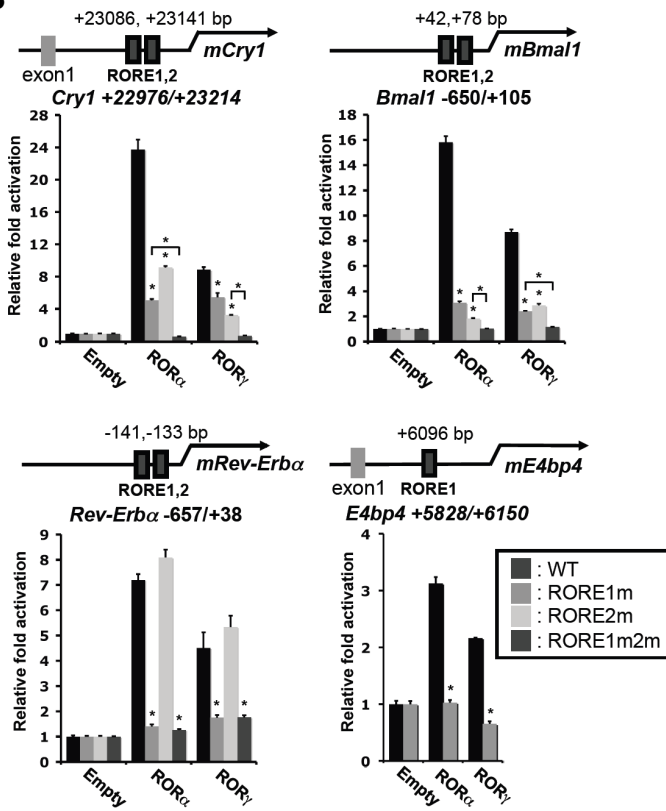 +23086, +23141 bp
mCry1
exon1
RORE1,2
Cry1 +22976/+23214
Relative fold activation
28
24
20
16
12
8
4
0
*
*
*
*
*
*
Empty
RORα
RORγ
+42,+78 bp
mBmal1
RORE1,2
Bmal1 -650/+105
Relative fold activation
18
16
14
12
10
8
6
4
2
0
*
*
*
*
*
*
Empty
RORα
RORγ
-141,-133 bp
mRev-Erbα
RORE1,2
Rev-Erbα -657/+38
Relative fold activation
9
8
7
6
5
4
3
2
1
0
*
*
*
*
Empty
RORα
RORγ
+6096 bp
mE4bp4
exon1
RORE1
E4bp4 +5828/+6150
Relative fold activation
4
3
2
1
0
*
*
Empty
RORα
RORγ
: WT
: RORE1m
: RORE2m
: RORE1m2m